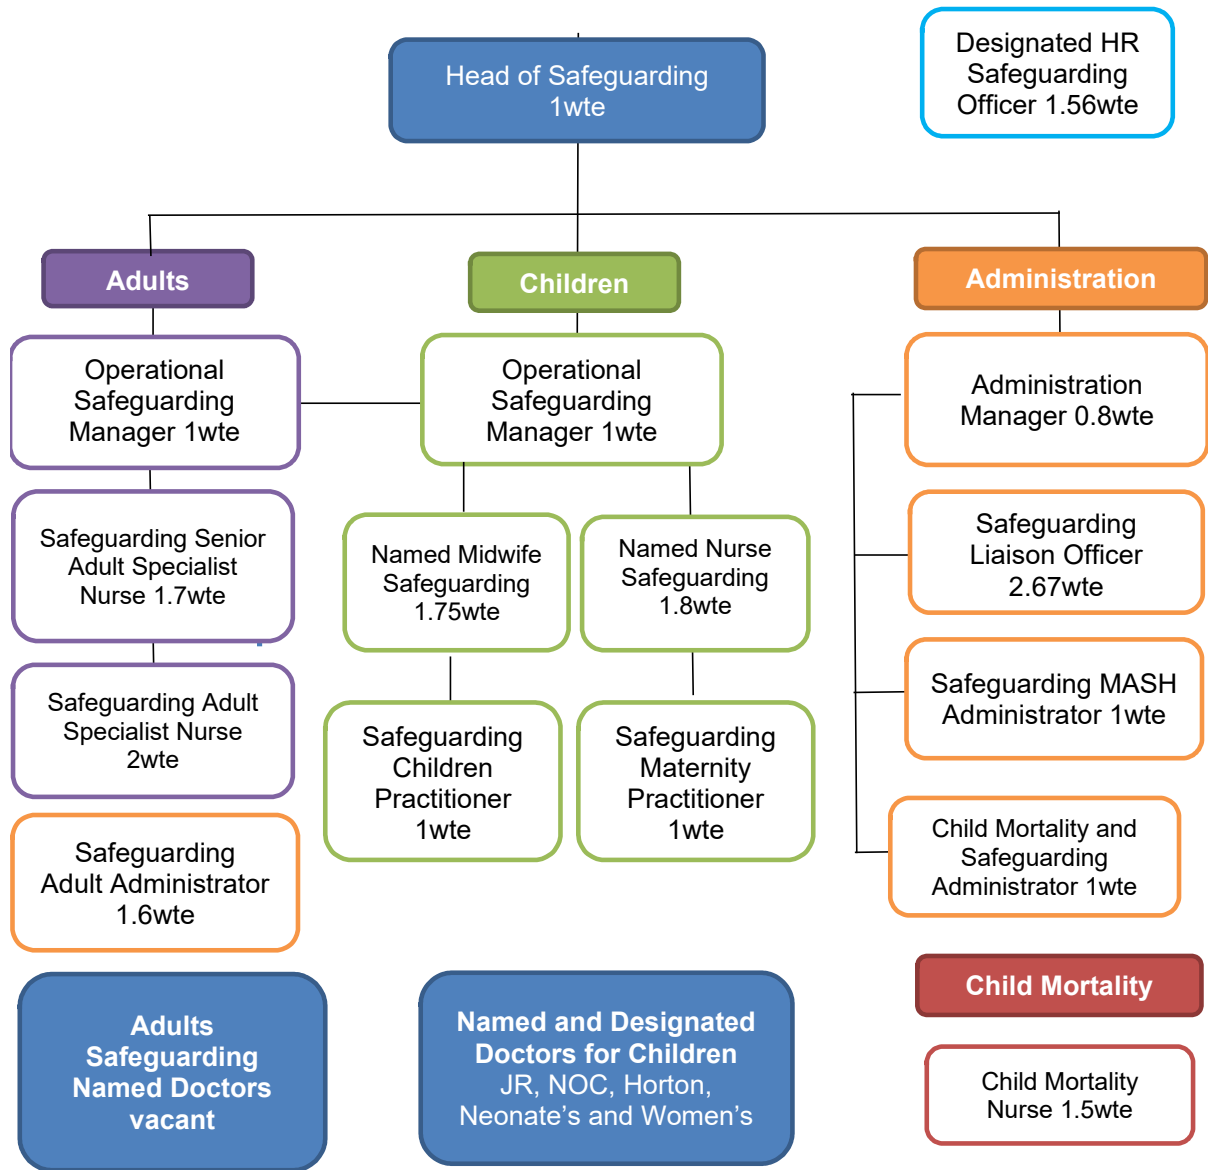 Head of Safeguarding
1wte
Designated HR
Safeguarding
Officer 1.56wte
Adults
Children
Administration
Operational
Safeguarding
Manager 1wte
Operational
Safeguarding
Manager 1wte
Administration
Manager 0.8wte
Safeguarding Senior
Adult Specialist
Nurse 1.7wte
Named Midwife
Safeguarding
1.75wte
Named Nurse
Safeguarding
1.8wte
Safeguarding
Liaison Officer
2.67wte
Safeguarding Adult
Specialist Nurse
2wte
Safeguarding
Children
Practitioner
1wte
Safeguarding
Maternity
Practitioner
1wte
Safeguarding MASH
Administrator 1wte
Safeguarding
Adult Administrator
1.6wte
Child Mortality and
Safeguarding
Administrator 1wte
Adults
Safeguarding
Named Doctors
vacant
Named and Designated
Doctors for Children
JR, NOC, Horton,
Neonate’s and Women’s
Child Mortality
Child Mortality
Nurse 1.5wte